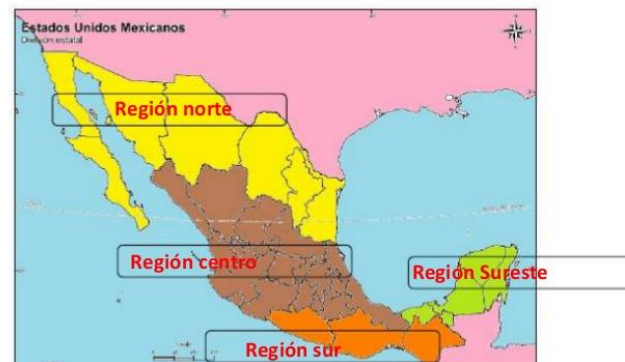 Estados Unidos Mexicanos
División estatal
Región norte
Región centro
Región Sureste
Región sur